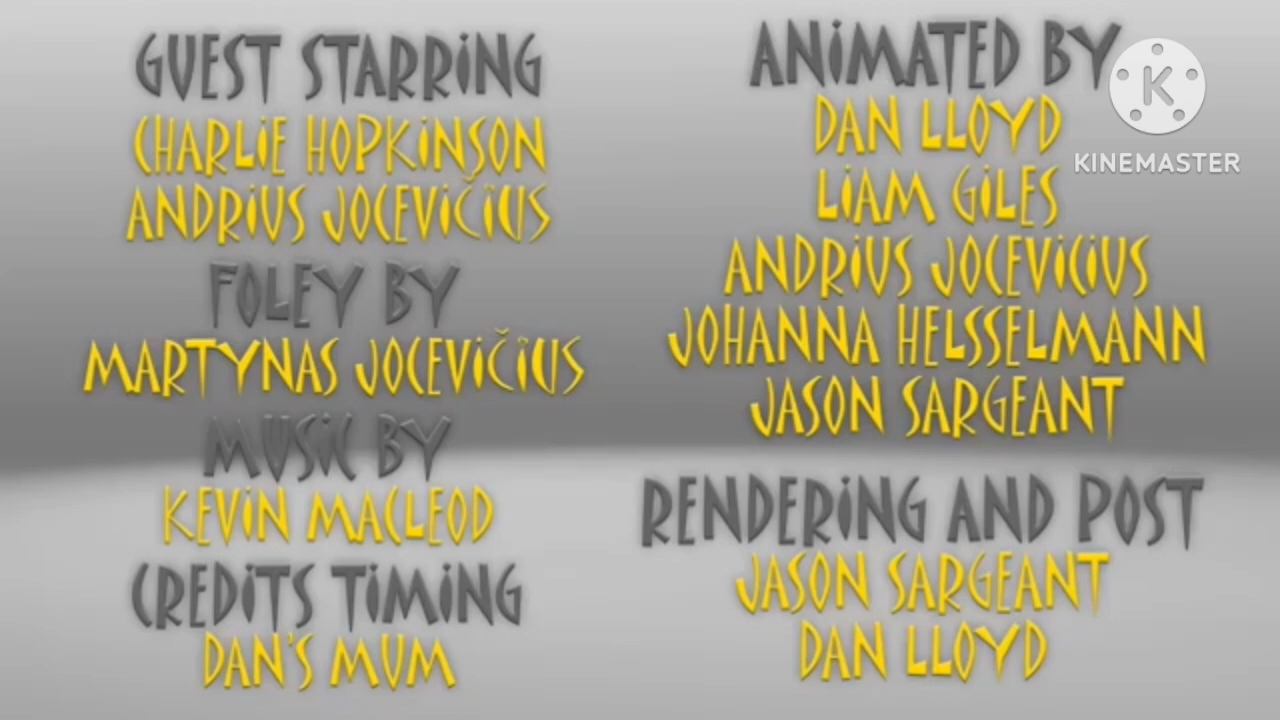 GUEST STARRING
CHARLIE HOPKINSON
ANDRIUS JOCEVIČIUS
FOLEY BY
MARTYNAS JOCEVIČIUS
MUSIC BY
KEVIN MACLEOD
CREDITS TIMING
DAN'S MUM
ANIMATED BY
DAN LLOYD
LIAM GILES
ANDRIUS JOCEVICIUS
JOHANNA HELSSELMANN
JASON SARGEANT
RENDERING AND POST
JASON SARGEANT
DAN LLOYD
K
KINEMASTER